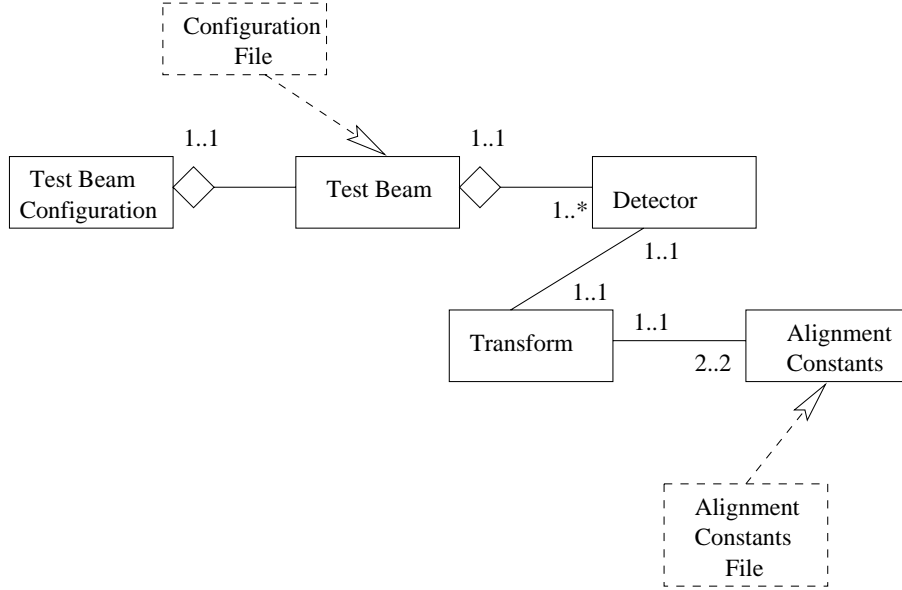 Configuration
File
1..1
1..1
Test Beam
Configuration
Test Beam
Detector
1..*
1..1
1..1
Transform
1..1
2..2
Alignment
Constants
Alignment
Constants
File